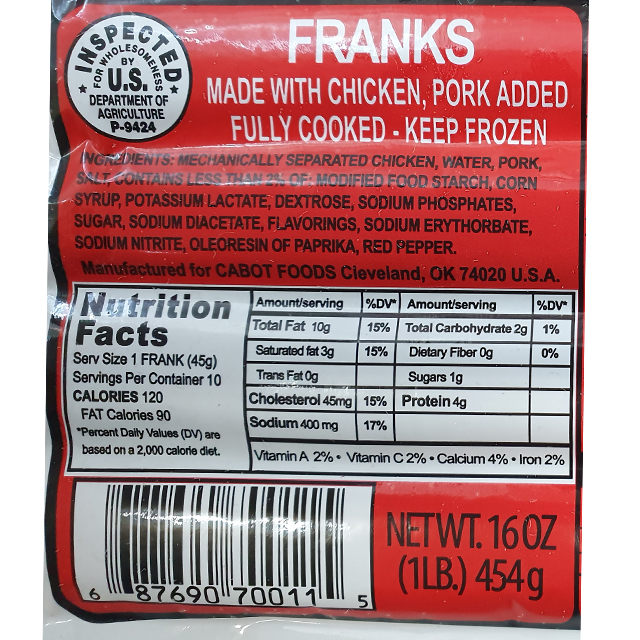 INSPECTED
FOR WHOLESOMENESS
BY
U.S.
DEPARTMENT OF
AGRICULTURE
P-9424
FRANKS
MADE WITH CHICKEN, PORK ADDED
FULLY COOKED - KEEP FROZEN
INGREDIENTS: MECHANICALLY SEPARATED CHICKEN, WATER, PORK,
SALT, CONTAINS LESS THAN 2% OF: MODIFIED FOOD STARCH, CORN
SYRUP, POTASSIUM LACTATE, DEXTROSE, SODIUM PHOSPHATES,
SUGAR, SODIUM DIACETATE, FLAVORINGS, SODIUM ERYTHORBATE,
SODIUM NITRITE, OLEORESIN OF PAPRIKA, RED PEPPER.
Manufactured for CABOT FOODS Cleveland, OK 74020 U.S.A.
Nutrition
Facts
Serv Size 1 FRANK (45g)
Servings Per Container 10
CALORIES 120
FAT Calories 90
*Percent Daily Values (DV) are
based on a 2,000 calorie diet.
Amount/serving %DV* Amount/serving %DV*
Total Fat 10g 15% Total Carbohydrate 2g 1%
Saturated fat 3g 15% Dietary Fiber 0g 0%
Trans Fat 0g Sugars 1g
Cholesterol 45mg 15% Protein 4g
Sodium 400 mg 17%
Vitamin A 2% • Vitamin C 2% • Calcium 4% • Iron 2%
6 87690 70011 5
NET WT. 16 OZ
(1LB.) 454g